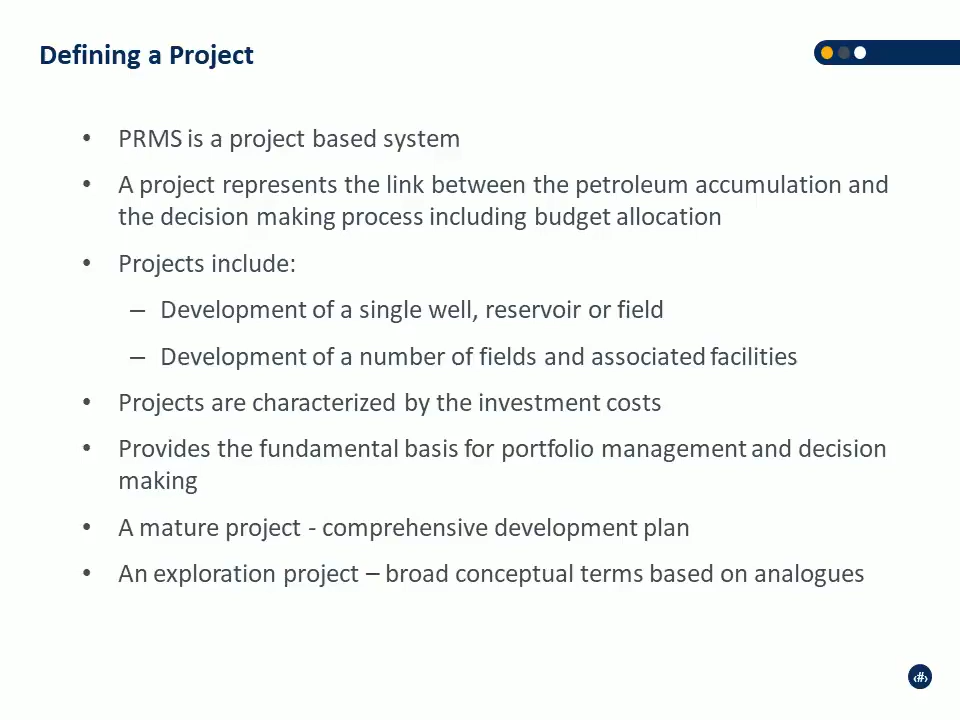 Defining a Project
• PRMS is a project based system
• A project represents the link between the petroleum accumulation and
the decision making process including budget allocation
• Projects include:
– Development of a single well, reservoir or field
– Development of a number of fields and associated facilities
• Projects are characterized by the investment costs
• Provides the fundamental basis for portfolio management and decision
making
• A mature project - comprehensive development plan
• An exploration project – broad conceptual terms based on analogues
‹#›